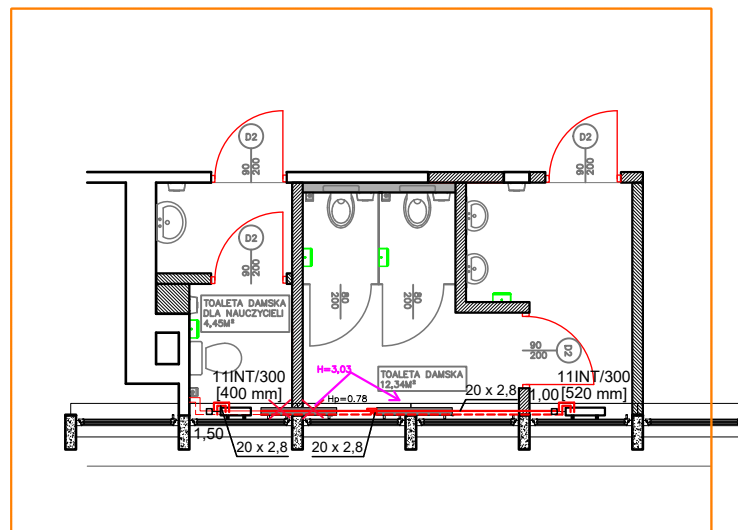 D2
90
200
D2
90
200
D2
90
200
80
200
80
200
TOALETA DAMSKA
DLA NAUCZYCIELI
4,45M²
90
200
D2
H=3,03
TOALETA DAMSKA
12,34M²
11INT/300
[400 mm]
Hp=0.78
20 x 2,8
1,00
11INT/300
[520 mm]
1,50
20 x 2,8
20 x 2,8